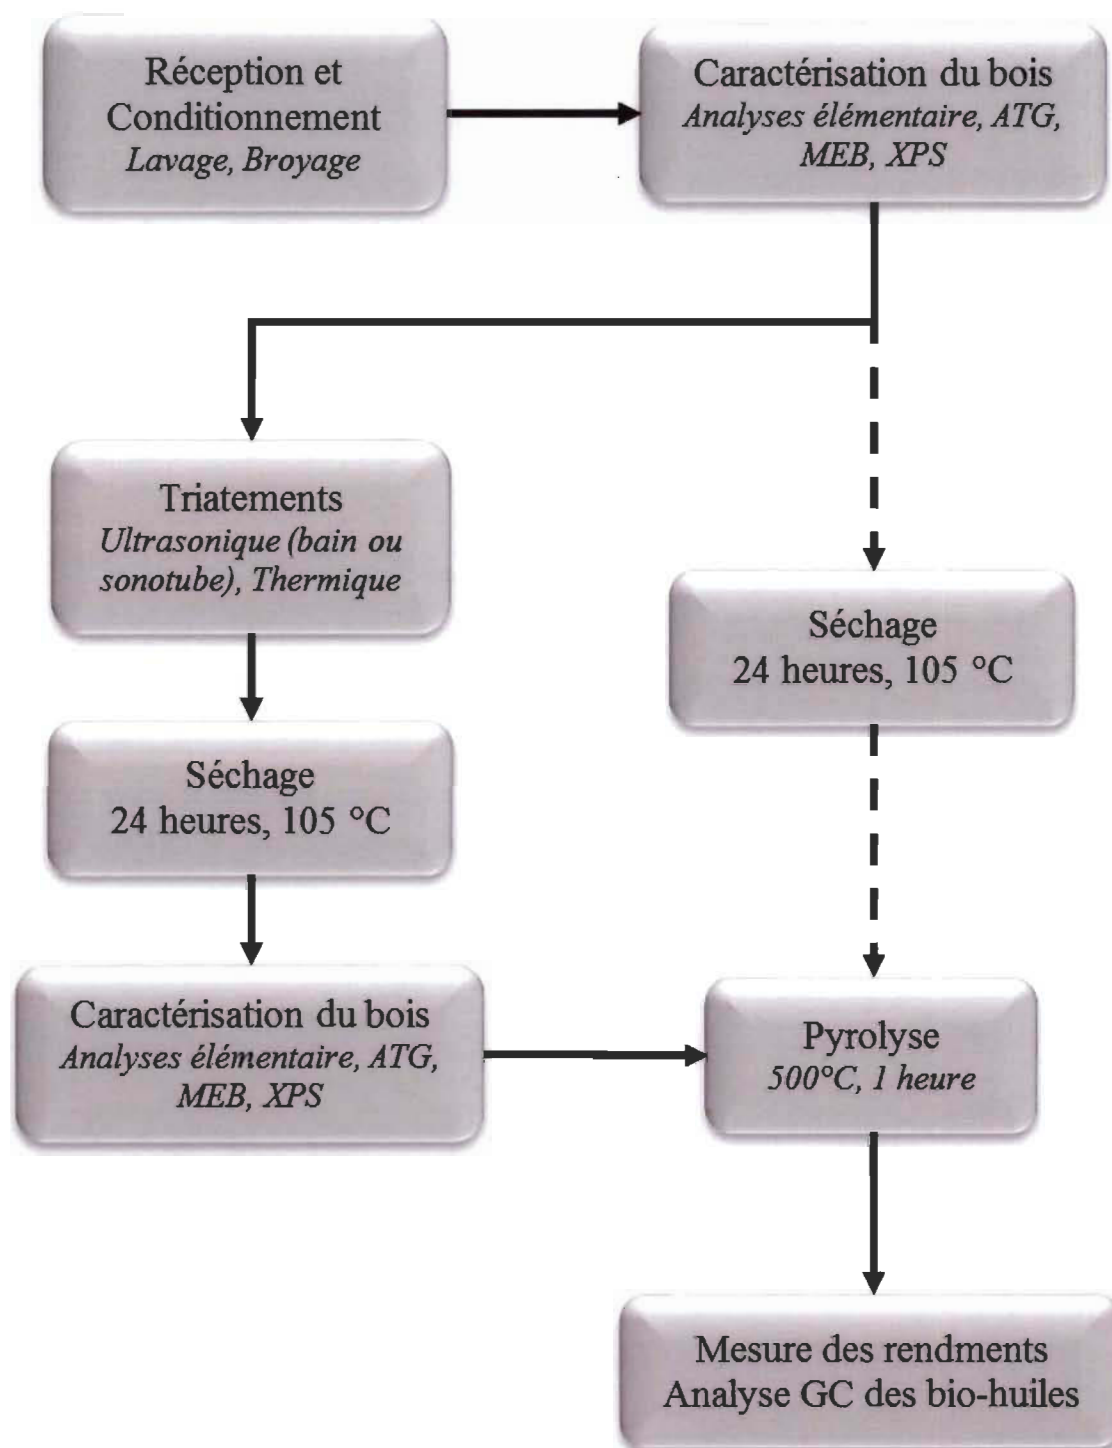 Réception et
Conditionnement
Lavage, Broyage
Caractérisation du bois
Analyses élémentaire, ATG,
MEB, XPS
Triatements
Ultrasonique (bain ou
sonotube), Thermique
Séchage
24 heures, 105 °C
Séchage
24 heures, 105 °C
Caractérisation du bois
Analyses élémentaire, ATG,
MEB, XPS
Pyrolyse
500°C, 1 heure
Mesure des rendments
Analyse GC des bio-huiles